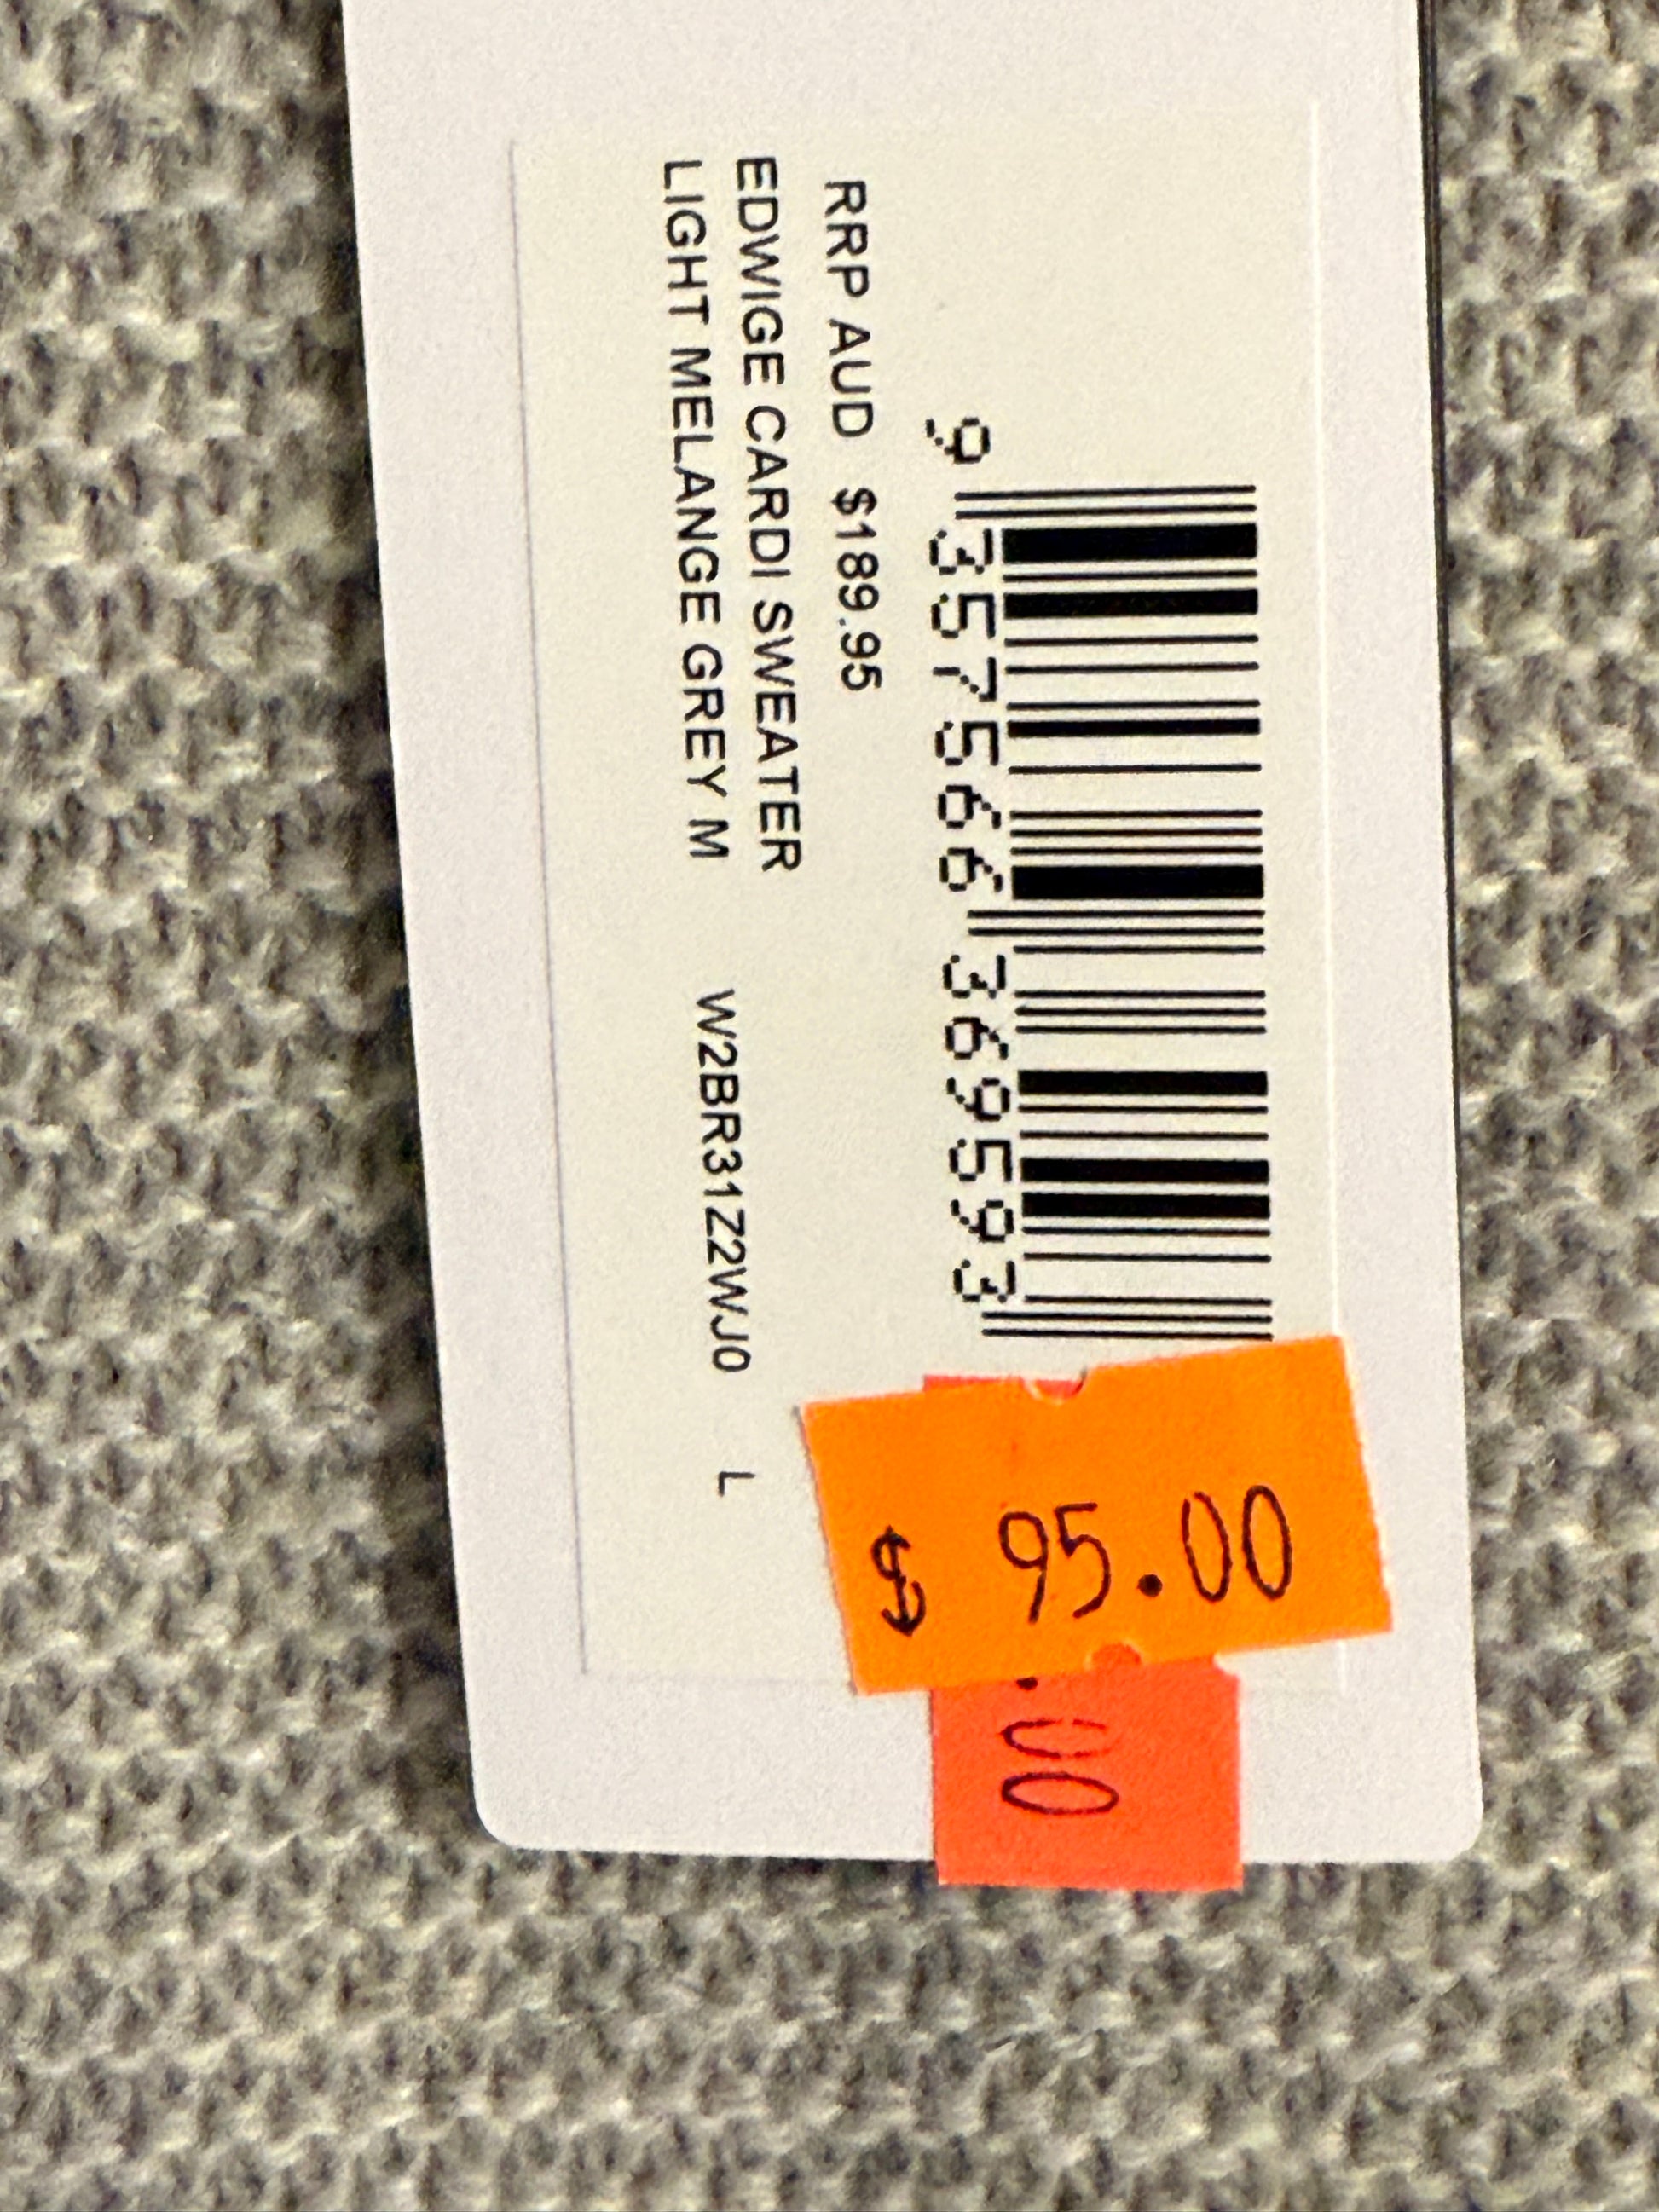 9 357566 369593
RRP AUD $189.95
EDWIGE CARDI SWEATER
LIGHT MELANGE GREY M W2BR31Z2WJ0 L
$ 95.00
.00